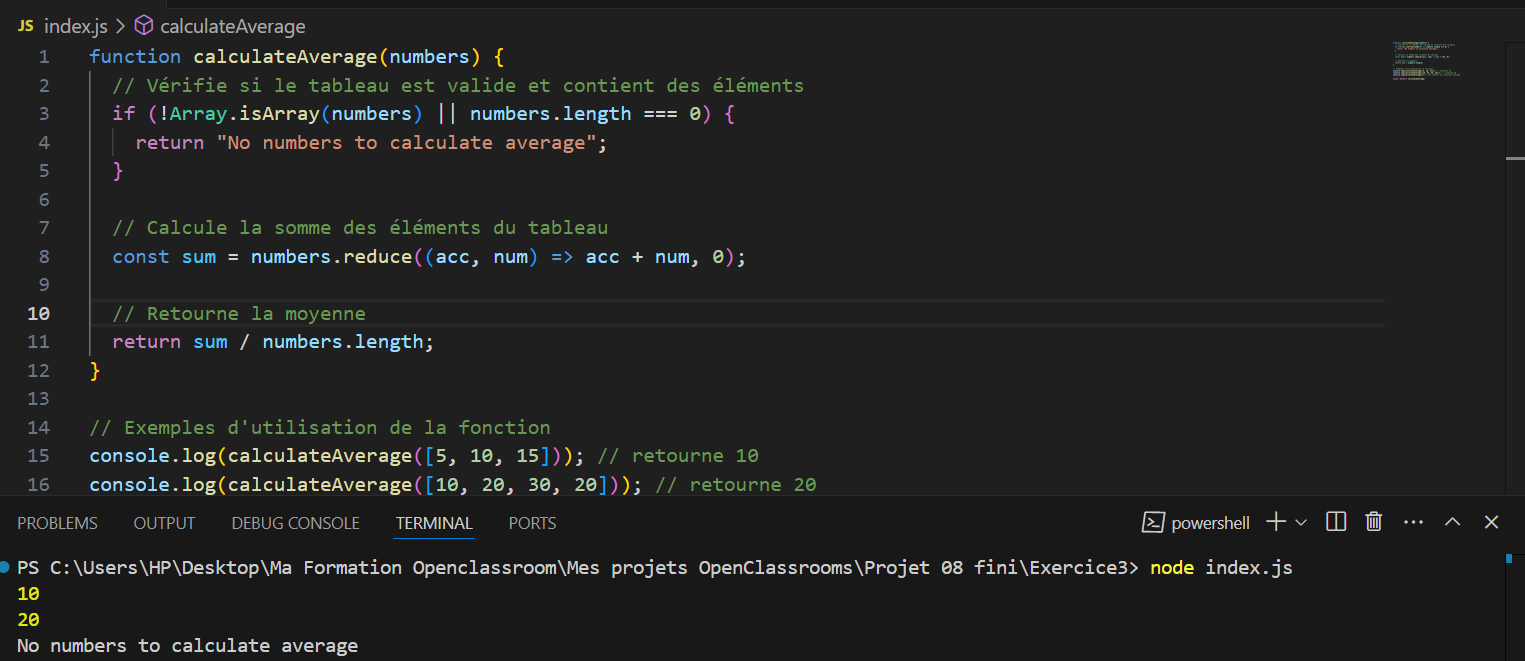 JS index.js > calculateAverage
1 function calculateAverage(numbers) {
2 // Vérifie si le tableau est valide et contient des éléments
3 if (!Array.isArray(numbers) || numbers.length === 0) {
4 return "No numbers to calculate average";
5 }
6
7 // Calcule la somme des éléments du tableau
8 const sum = numbers.reduce((acc, num) => acc + num, 0);
9
10 // Retourne la moyenne
11 return sum / numbers.length;
12 }
13
14 // Exemples d'utilisation de la fonction
15 console.log(calculateAverage([5, 10, 15])); // retourne 10
16 console.log(calculateAverage([10, 20, 30, 20])); // retourne 20
PROBLEMS OUTPUT DEBUG CONSOLE TERMINAL PORTS powershell
PS C:\Users\HP\Desktop\Ma Formation Openclassroom\Mes projets OpenClassrooms\Projet 08 fini\Exercice3> node index.js
10
20
No numbers to calculate average